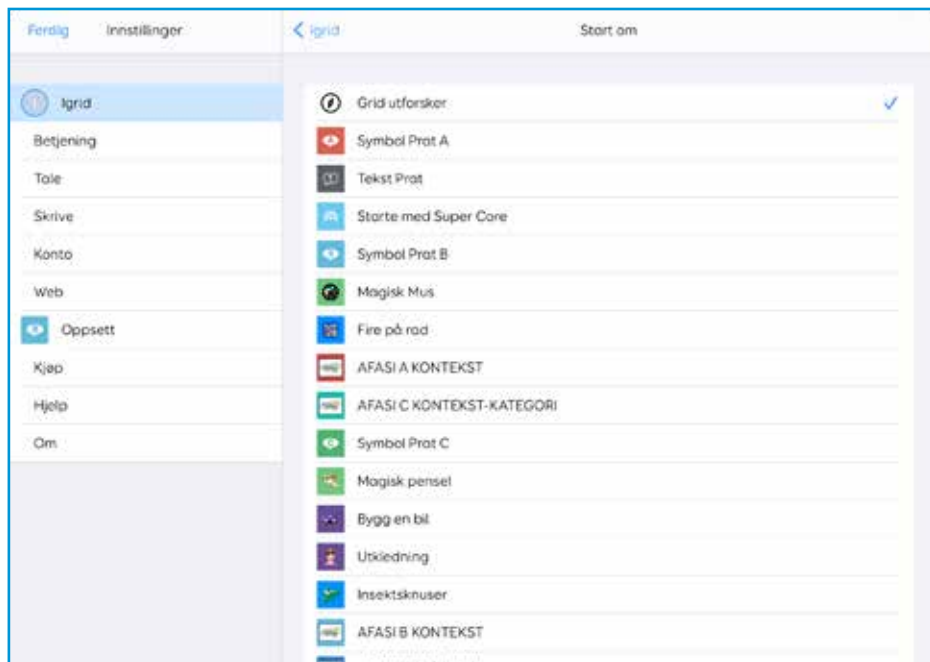 Ferdig
Innstillinger
Igrid
Start om
Igrid
Betjening
Tale
Skrive
Konto
Web
Oppsett
Kjøp
Hjelp
Om
Grid utforsker
Symbol Prat A
Tekst Prat
Starte med Super Core
Symbol Prat B
Magisk Mus
Fire på rad
AFASI A KONTEKST
AFASI C KONTEKST-KATEGORI
Symbol Prat C
Magisk pensel
Bygg en bil
Utkledning
Insektsknuser
AFASI B KONTEKST